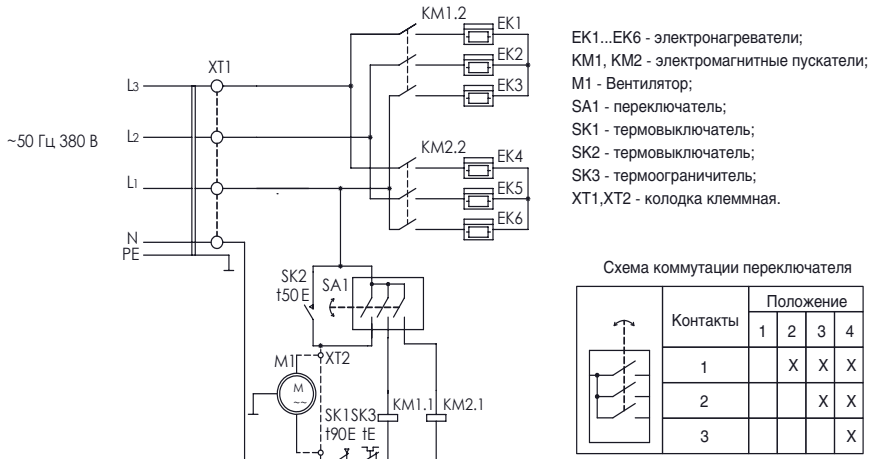 KM1.2
EK1
EK2
EK3
XT1
L3
L2
L1
N
PE
~50 Гц 380 В
KM2.2
EK4
EK5
EK6
SK2
t50 E
SA1
M1
XT2
M
~~
SK1 SK3
t90E tE
KM1.1
KM2.1
EK1...EK6 - электронагреватели;
KM1, KM2 - электромагнитные пускатели;
M1 - Вентилятор;
SA1 - переключатель;
SK1 - термовыключатель;
SK2 - термовыключатель;
SK3 - термоограничитель;
XT1,XT2 - колодка клеммная.
Схема коммутации переключателя
Контакты
Положение
1 2 3 4
1 X X X
2 X X
3 X